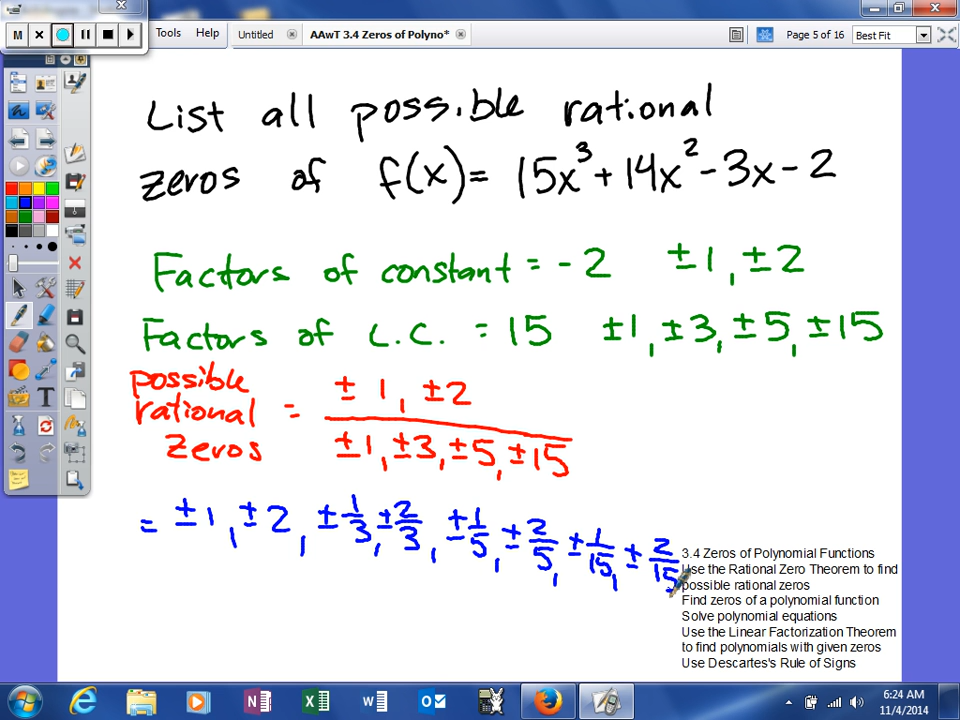 M
Tools Help Untitled AAwT 3.4 Zeros of Polyno* Page 5 of 16 Best Fit
List all possible rational
zeros of f(x)= 15x³+14x²-3x-2
Factors of constant = -2 ±1, ±2
Factors of L.C. = 15 ±1, ±3, ±5, ±15
possible
rational
zeros
= ±1, ±2
±1, ±3, ±5, ±15
= ±1, ±2, ±1/3, ±2/3, ±1/5, ±2/5, ±1/15, ±2/15
3.4 Zeros of Polynomial Functions
Use the Rational Zero Theorem to find
possible rational zeros
Find zeros of a polynomial function
Solve polynomial equations
Use the Linear Factorization Theorem
to find polynomials with given zeros
Use Descartes's Rule of Signs
6:24 AM
11/4/2014